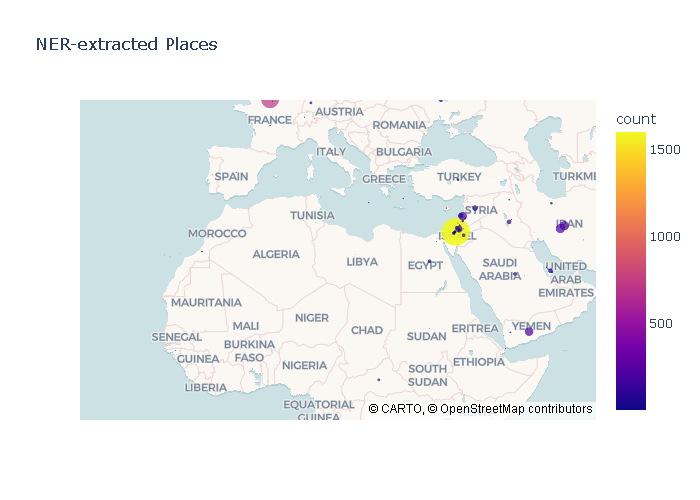 NER-extracted Places
count
1500
1000
500
FRANCE
AUSTRIA
ROMANIA
ITALY
BULGARIA
SPAIN
GREECE
TURKEY
TURKME
TUNISIA
SYRIA
IRAN
MOROCCO
ALGERIA
LIBYA
EGYPT
SAUDI
ARABIA
UNITED
ARAB
EMIRATES
MAURITANIA
MALI
NIGER
CHAD
SUDAN
ERITREA
YEMEN
SENEGAL
BURKINA
FASO
GUINEA
NIGERIA
SOUTH
SUDAN
ETHIOPIA
LIBERIA
EQUATORIAL
GUINEA
© CARTO, © OpenStreetMap contributors